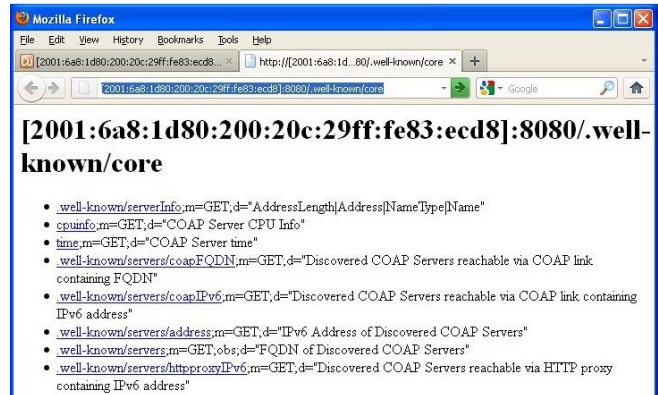 Mozilla Firefox
File Edit View History Bookmarks Tools Help
[2001:6a8:1d80:200:20c:29ff:fe83:ecd8... × http://[2001:6a8:1d...80/.well-known/core × +
[2001:6a8:1d80:200:20c:29ff:fe83:ecd8]:8080/.well-known/core Google
[2001:6a8:1d80:200:20c:29ff:fe83:ecd8]:8080/.well-
known/core
• .well-known/serverInfo;m=GET;d="AddressLength|Address|NameType|Name"
• cpuinfo;m=GET;d="COAP Server CPU Info"
• time;m=GET;d="COAP Server time"
• .well-known/servers/coapFQDN;m=GET;d="Discovered COAP Servers reachable via COAP link
containing FQDN"
• .well-known/servers/coapIPv6;m=GET;d="Discovered COAP Servers reachable via COAP link containing
IPv6 address"
• .well-known/servers/address;m=GET;d="IPv6 Address of Discovered COAP Servers"
• .well-known/servers;m=GET;obs;d="FQDN of Discovered COAP Servers"
• .well-known/servers/httpproxyIPv6;m=GET;d="Discovered COAP Servers reachable via HTTP proxy
containing IPv6 address"